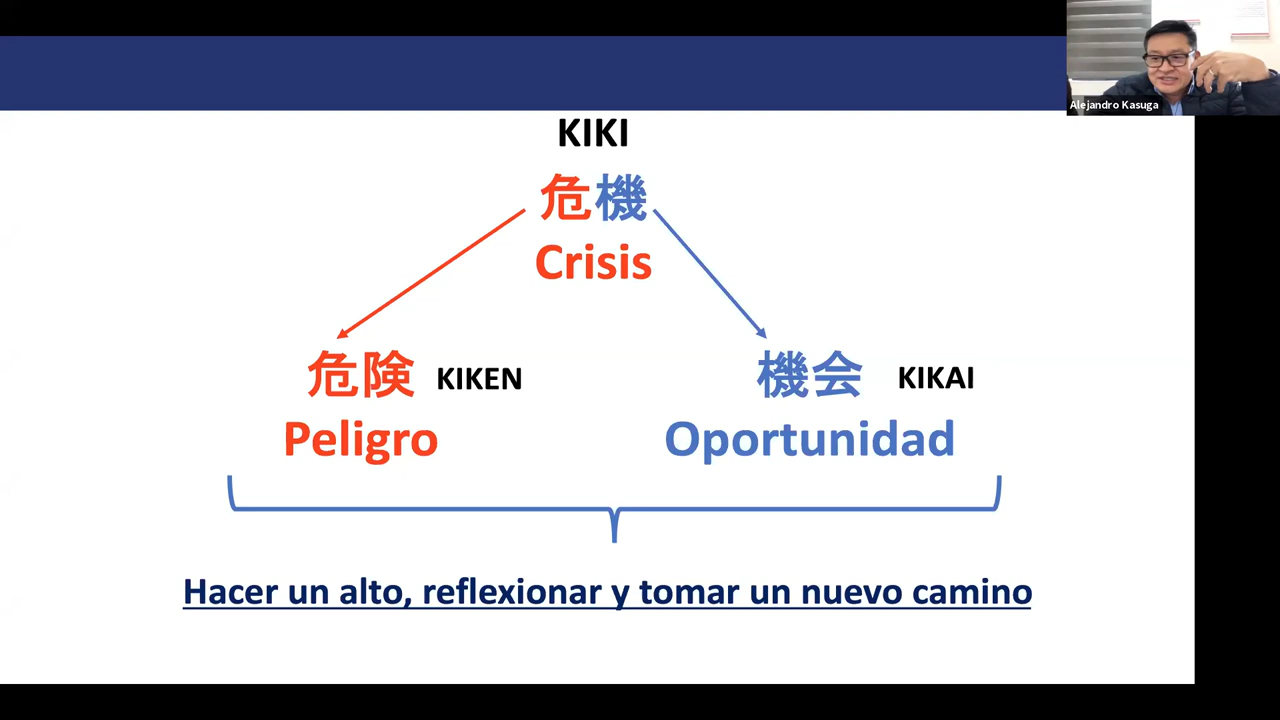 Alejandro Kasuga
KIKI
危機
Crisis
危険 KIKEN
機会 KIKAI
Peligro
Oportunidad
Hacer un alto, reflexionar y tomar un nuevo camino